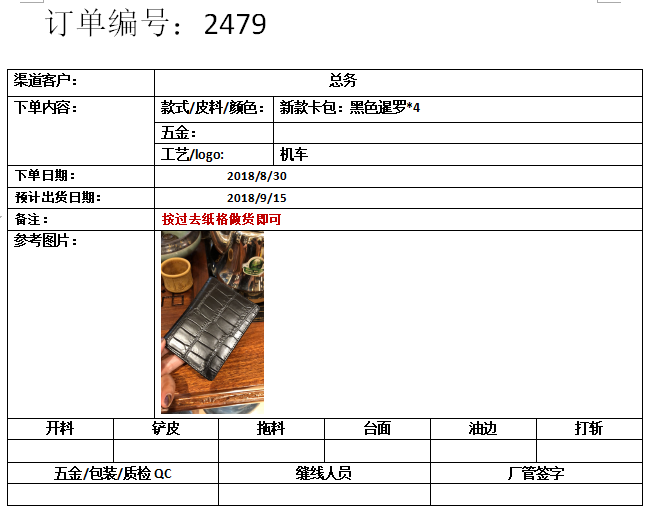 订单编号：2479
渠道客户： 总务
下单内容： 款式/皮料/颜色： 新款卡包：黑色暹罗*4
五金：
工艺/logo: 机车
下单日期： 2018/8/30
预计出货日期： 2018/9/15
备注： 按过去纸格做货即可
参考图片：
开料 铲皮 拖料 台面 油边 打斩
五金/包装/质检 QC 缝线人员 厂管签字